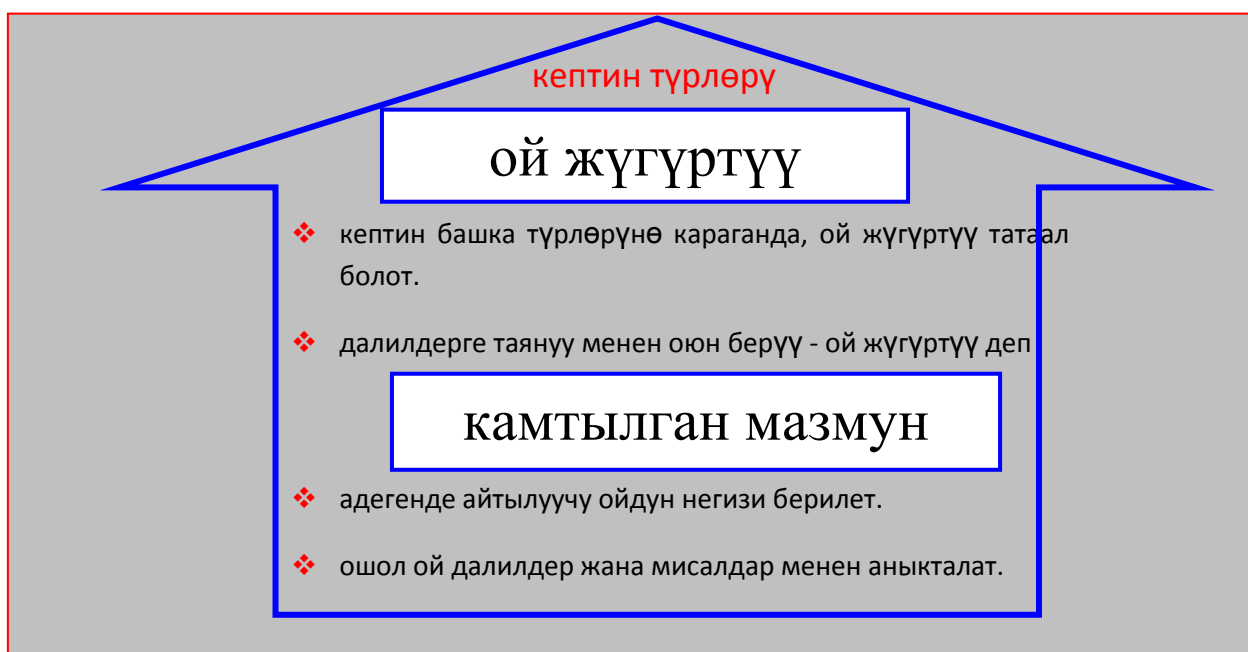 кептин түрлөрү
ой жүгүртүү
❖ кептин башка түрлөрүнө караганда, ой жүгүртүү татаал
болот.
❖ далилдерге таянуу менен оюн берүү - ой жүгүртүү деп
камтылган мазмун
❖ адегенде айтылуучу ойдун негизи берилет.
❖ ошол ой далилдер жана мисалдар менен аныкталат.